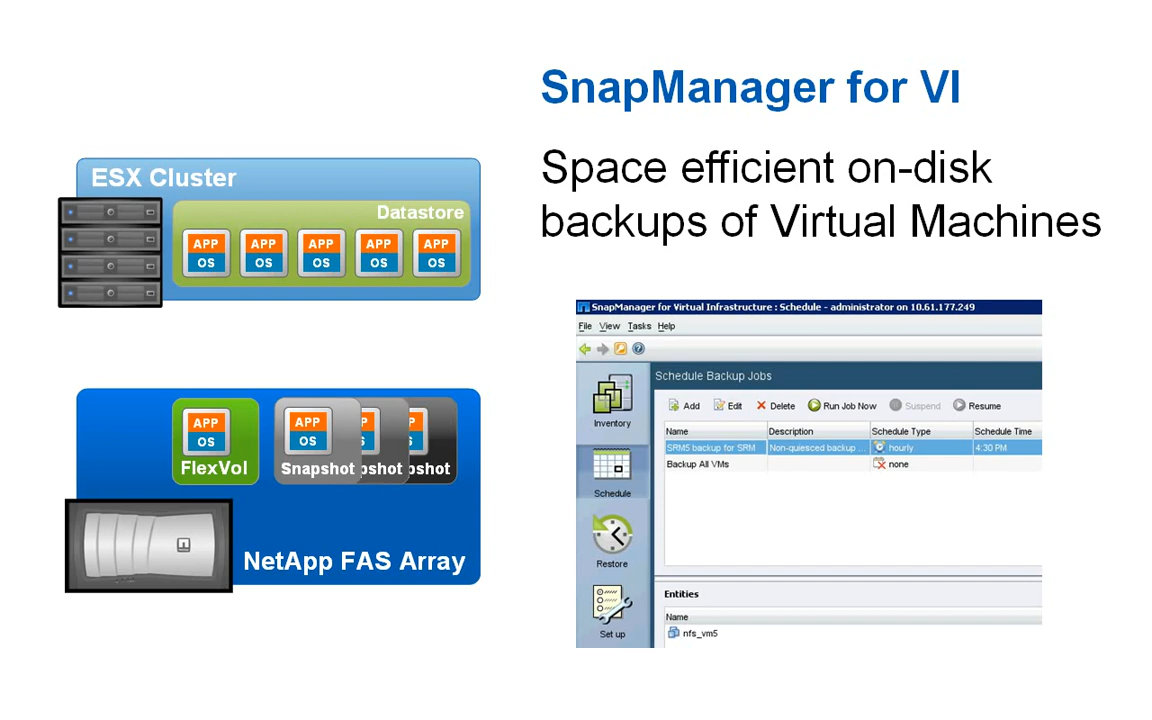 SnapManager for VI
Space efficient on-disk
backups of Virtual Machines
ESX Cluster
Datastore
APP APP APP APP APP
OS OS OS OS OS
APP APP
OS OS
FlexVol Snapshot pshot pshot
NetApp FAS Array
SnapManager for Virtual Infrastructure : Schedule - administrator on 10.61.177.249
File View Tasks Help
Schedule Backup Jobs
Add Edit Delete Run Job Now Suspend Resume
Name Description Schedule Type Schedule Time
SRM5 backup for SRM Non-quiesced backup ... hourly 4:30 PM
Backup All VMs none
Inventory
Schedule
Restore
Set up
Entities
Name
nfs_vm5